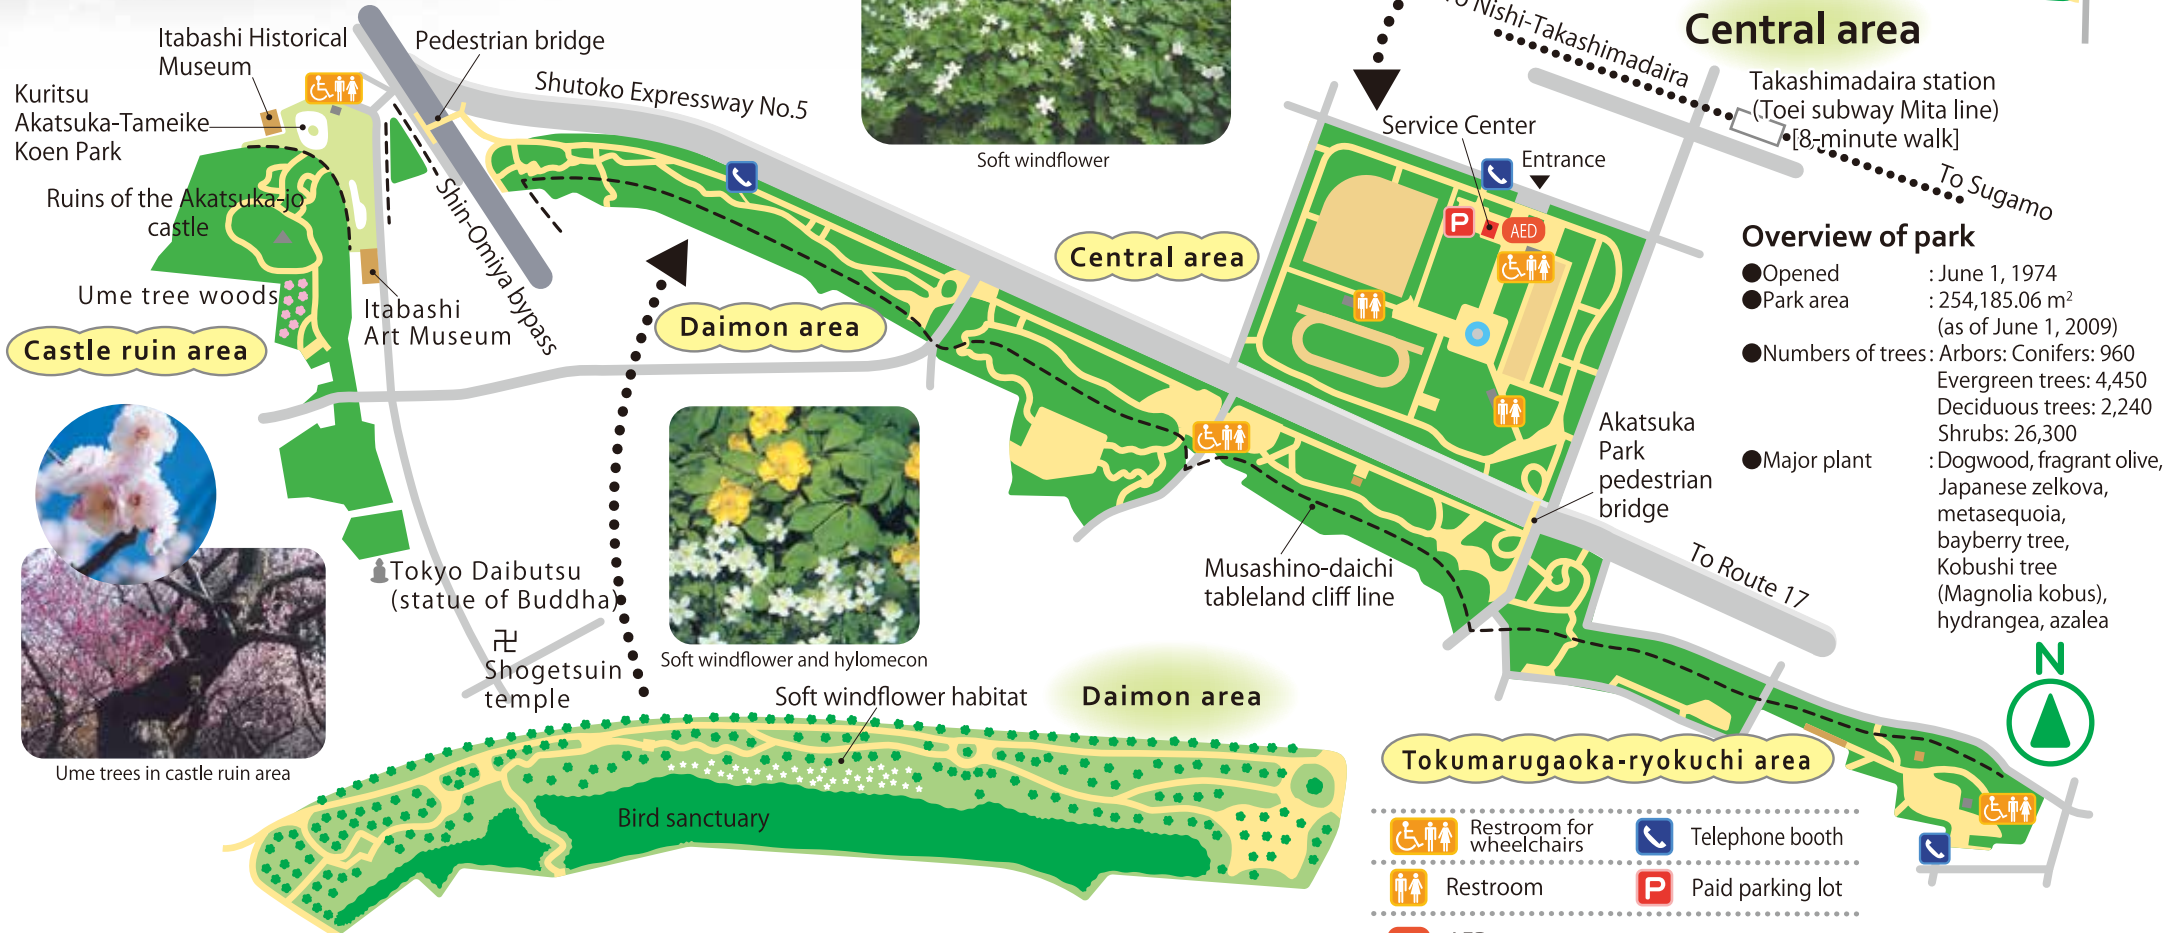 Itabashi Historical
Museum
Pedestrian bridge
Kuritsu
Akatsuka-Tameike
Koen Park
Shutoko Expressway No.5
Ruins of the Akatsuka-jo
castle
Shin-Omiya bypass
Ume tree woods
Itabashi
Art Museum
Castle ruin area
Daimon area
Soft windflower
Central area
Nishi-Takashimadaira
Central area
Takashimadaira station
(Toei subway Mita line)
[8-minute walk]
To Sugamo
Service Center
Entrance
P
AED
Overview of park
●Opened : June 1, 1974
●Park area : 254,185.06 m²
(as of June 1, 2009)
●Numbers of trees: Arbors: Conifers: 960
Evergreen trees: 4,450
Deciduous trees: 2,240
Shrubs: 26,300
●Major plant : Dogwood, fragrant olive,
Japanese zelkova,
metasequoia,
bayberry tree,
Kobushi tree
(Magnolia kobus),
hydrangea, azalea
N
Akatsuka
Park
pedestrian
bridge
Musashino-daichi
tableland cliff line
To Route 17
Tokyo Daibutsu
(statue of Buddha)
卍
Shogetsuin
temple
Soft windflower and hylomecon
Ume trees in castle ruin area
Soft windflower habitat
Daimon area
Bird sanctuary
Tokumarugaoka-ryokuchi area
Restroom for
wheelchairs
Telephone booth
Restroom
P Paid parking lot